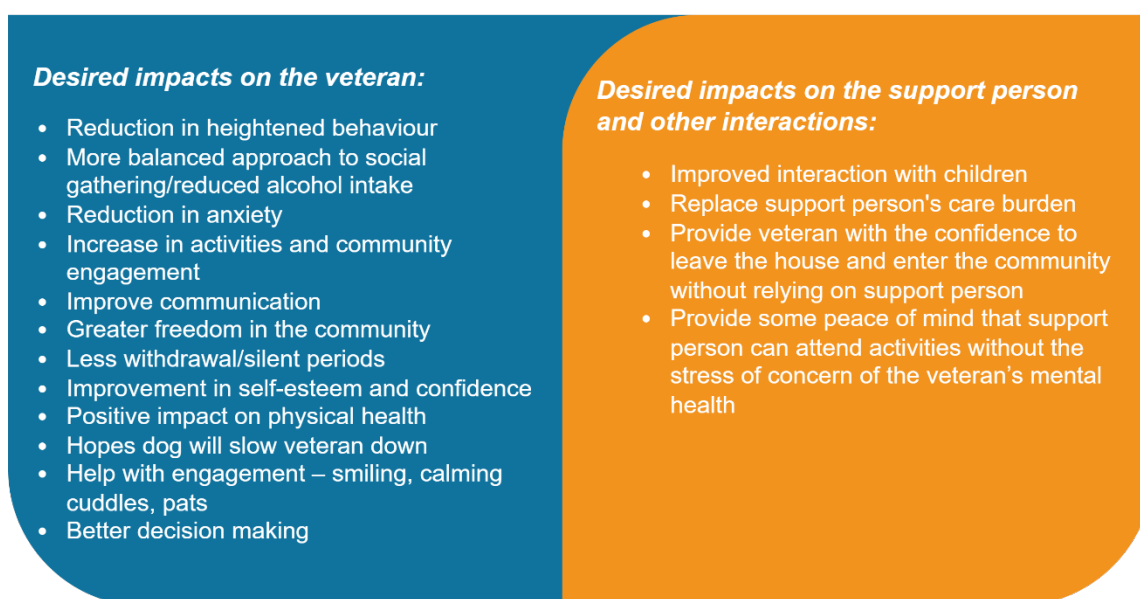 Desired impacts on the veteran:
• Reduction in heightened behaviour
• More balanced approach to social
gathering/reduced alcohol intake
• Reduction in anxiety
• Increase in activities and community
engagement
• Improve communication
• Greater freedom in the community
• Less withdrawal/silent periods
• Improvement in self-esteem and confidence
• Positive impact on physical health
• Hopes dog will slow veteran down
• Help with engagement – smiling, calming
cuddles, pats
• Better decision making
Desired impacts on the support person
and other interactions:
• Improved interaction with children
• Replace support person's care burden
• Provide veteran with the confidence to
leave the house and enter the community
without relying on support person
• Provide some peace of mind that support
person can attend activities without the
stress of concern of the veteran’s mental
health